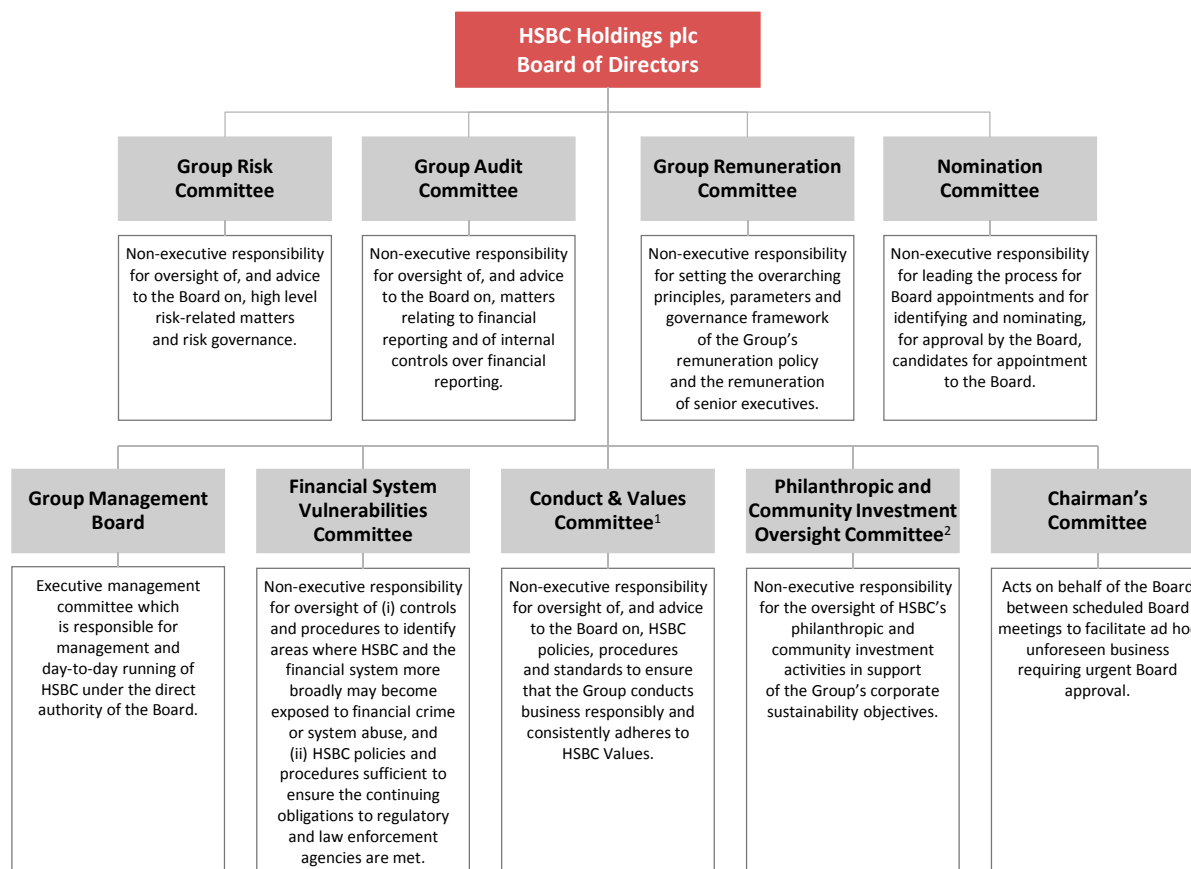 HSBC Holdings plc
Board of Directors
Group Risk
Committee
Group Audit
Committee
Group Remuneration
Committee
Nomination
Committee
Non-executive responsibility
for oversight of, and advice
to the Board on, high level
risk-related matters
and risk governance.
Non-executive responsibility
for oversight of, and advice
to the Board on, matters
relating to financial
reporting and of internal
controls over financial
reporting.
Non-executive responsibility
for setting the overarching
principles, parameters and
governance framework
of the Group’s
remuneration policy
and the remuneration
of senior executives.
Non-executive responsibility
for leading the process for
Board appointments and for
identifying and nominating,
for approval by the Board,
candidates for appointment
to the Board.
Group Management
Board
Financial System
Vulnerabilities
Committee
Conduct & Values
Committee1
Philanthropic and
Community Investment
Oversight Committee2
Chairman’s
Committee
Executive management
committee which
is responsible for
management and
day-to-day running of
HSBC under the direct
authority of the Board.
Non-executive responsibility
for oversight of (i) controls
and procedures to identify
areas where HSBC and the
financial system more
broadly may become
exposed to financial crime
or system abuse, and
(ii) HSBC policies and
procedures sufficient to
ensure the continuing
obligations to regulatory
and law enforcement
agencies are met.
Non-executive responsibility
for oversight of, and advice
to the Board on, HSBC
policies, procedures
and standards to ensure
that the Group conducts
business responsibly and
consistently adheres to
HSBC Values.
Non-executive responsibility
for the oversight of HSBC’s
philanthropic and
community investment
activities in support
of the Group’s corporate
sustainability objectives.
Acts on behalf of the Board
between scheduled Board
meetings to facilitate ad ho
unforeseen business
requiring urgent Board
approval.